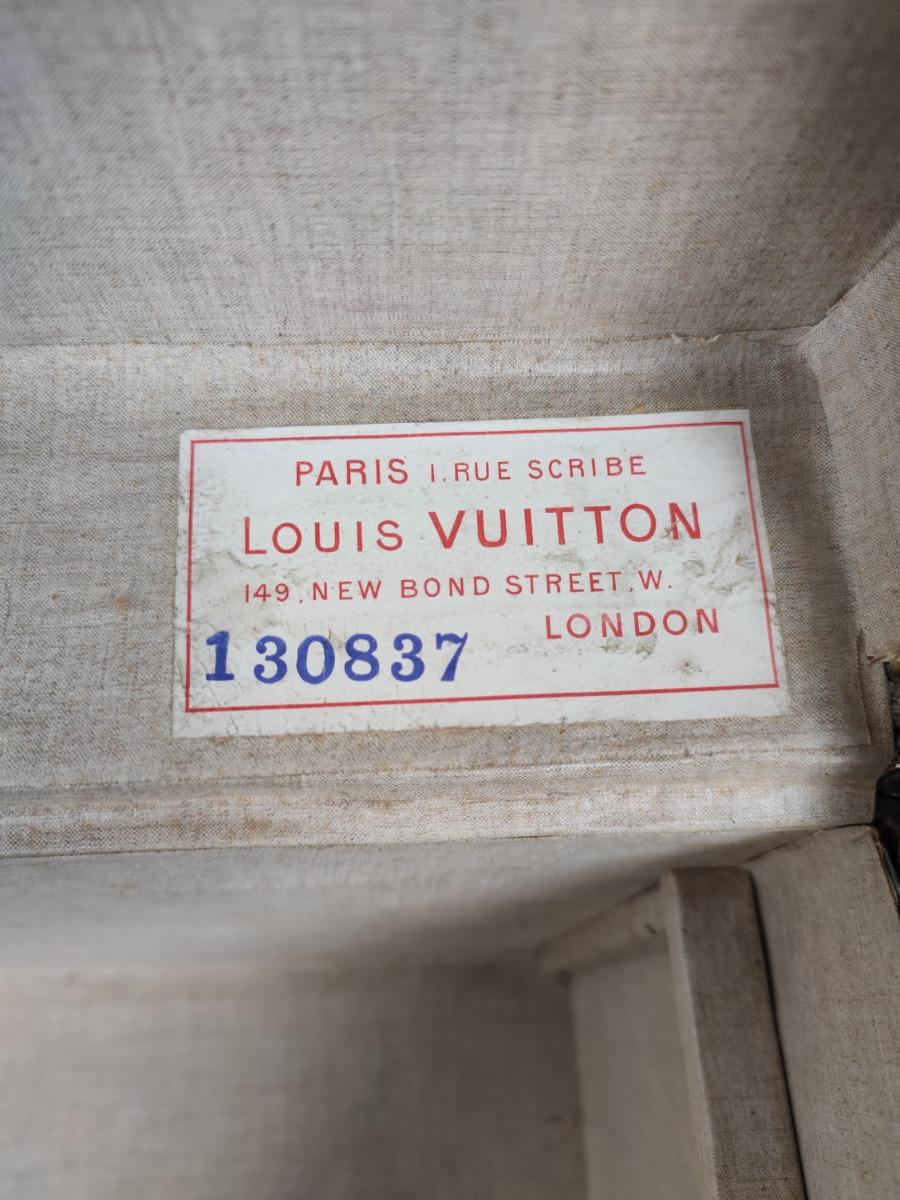 PARIS 1. RUE SCRIBE
LOUIS VUITTON
149, NEW BOND STREET, W.
LONDON
130837